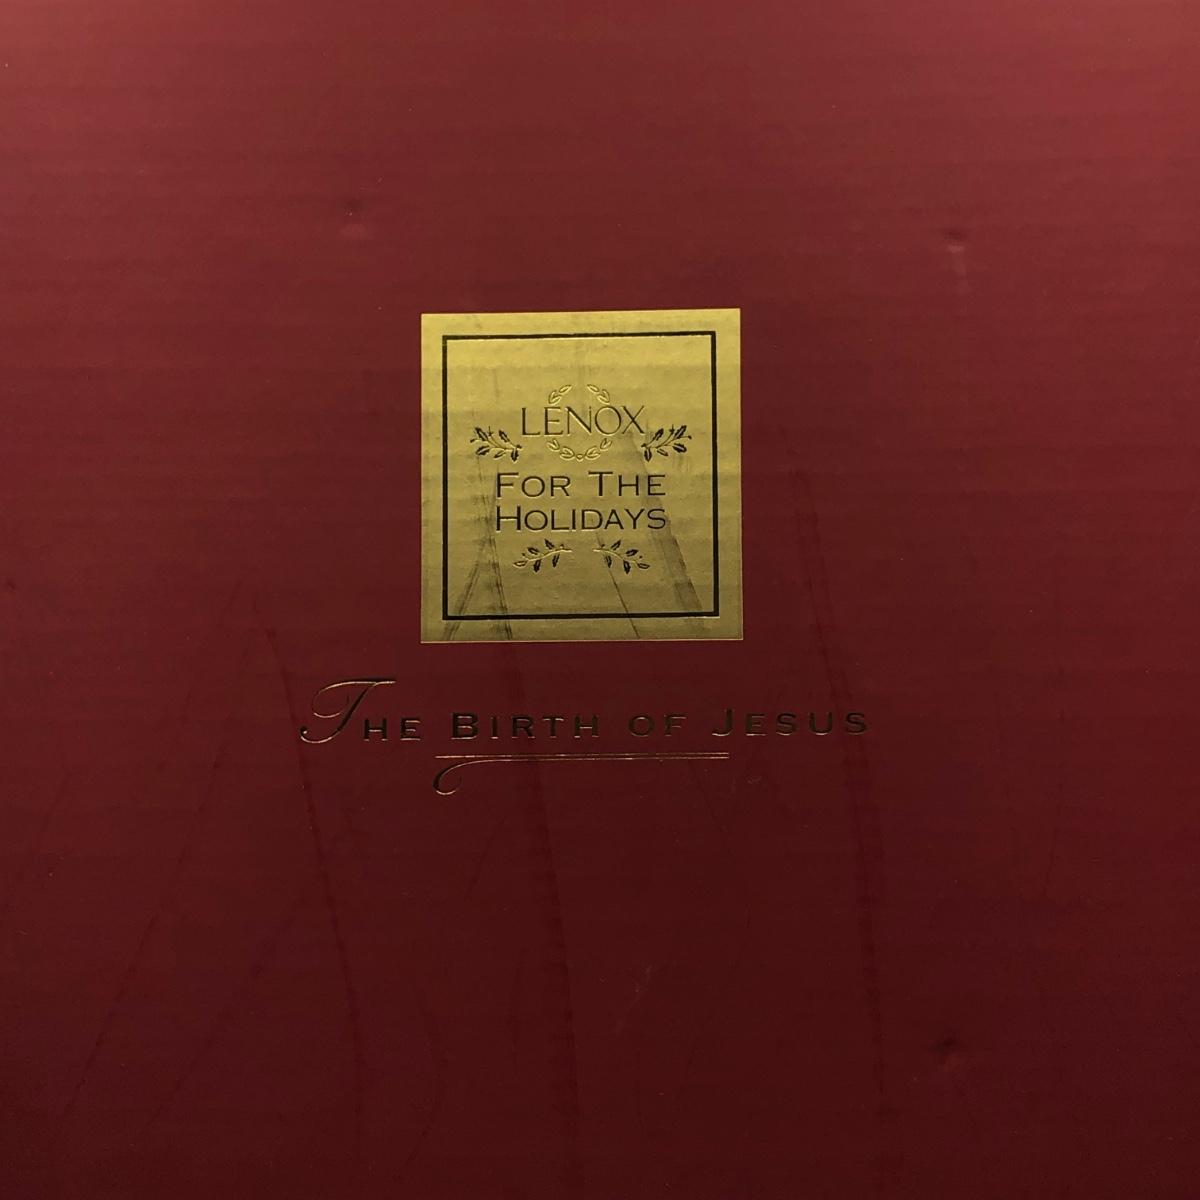 LENOX
FOR THE
HOLIDAYS
THE BIRTH OF JESUS